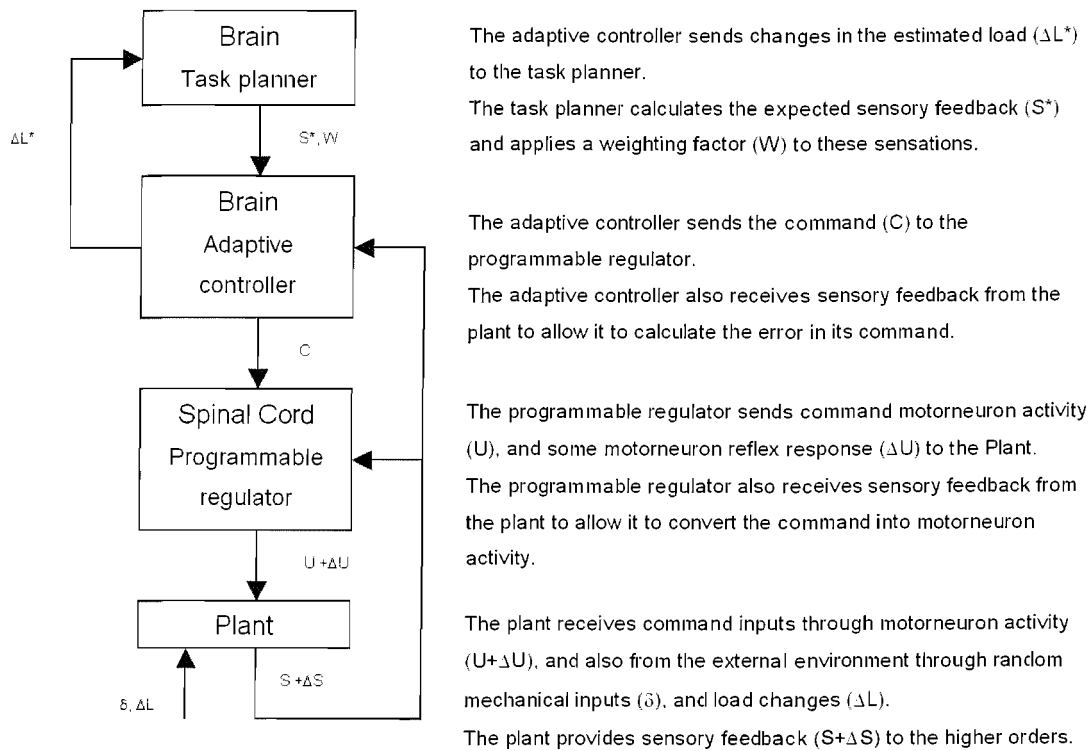 Brain
Task planner
ΔL*
S*, W
Brain
Adaptive
controller
C
Spinal Cord
Programmable
regulator
U +ΔU
Plant
S +ΔS
δ, ΔL
The adaptive controller sends changes in the estimated load (ΔL*)
to the task planner.
The task planner calculates the expected sensory feedback (S*)
and applies a weighting factor (W) to these sensations.
The adaptive controller sends the command (C) to the
programmable regulator.
The adaptive controller also receives sensory feedback from the
plant to allow it to calculate the error in its command.
The programmable regulator sends command motorneuron activity
(U), and some motorneuron reflex response (ΔU) to the Plant.
The programmable regulator also receives sensory feedback from
the plant to allow it to convert the command into motorneuron
activity.
The plant receives command inputs through motorneuron activity
(U+ΔU), and also from the external environment through random
mechanical inputs (δ), and load changes (ΔL).
The plant provides sensory feedback (S+ΔS) to the higher orders.